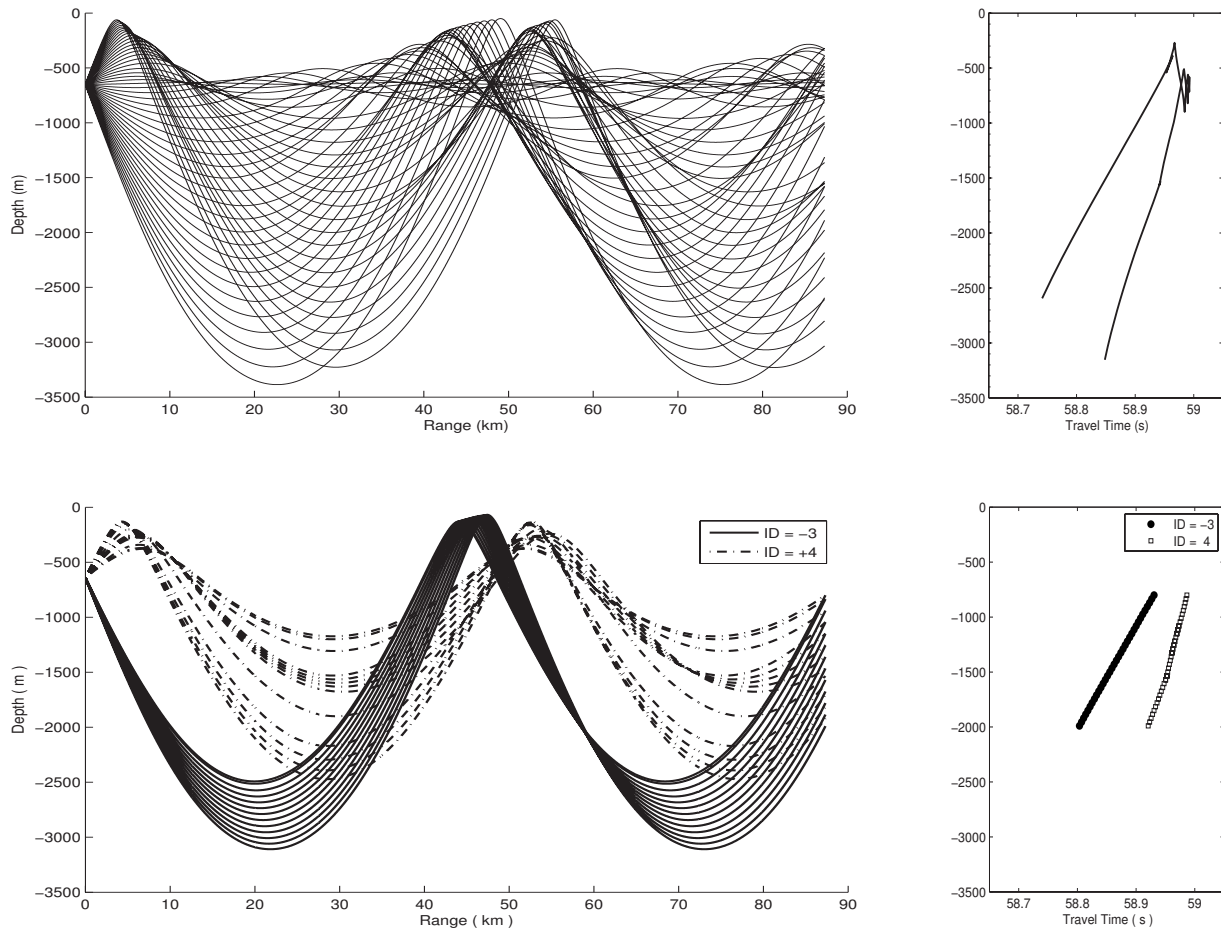 0
−500
−1000
−1500
−2000
−2500
−3000
−3500
Depth (m)
0 10 20 30 40 50 60 70 80 90
Range (km)
0
−500
−1000
−1500
−2000
−2500
−3000
−3500
58.7 58.8 58.9 59
Travel Time (s)
0
−500
−1000
−1500
−2000
−2500
−3000
−3500
Depth ( m )
ID = −3
ID = +4
0 10 20 30 40 50 60 70 80 90
Range ( km )
0
−500
−1000
−1500
−2000
−2500
−3000
−3500
ID = −3
ID = 4
58.7 58.8 58.9 59
Travel Time ( s )